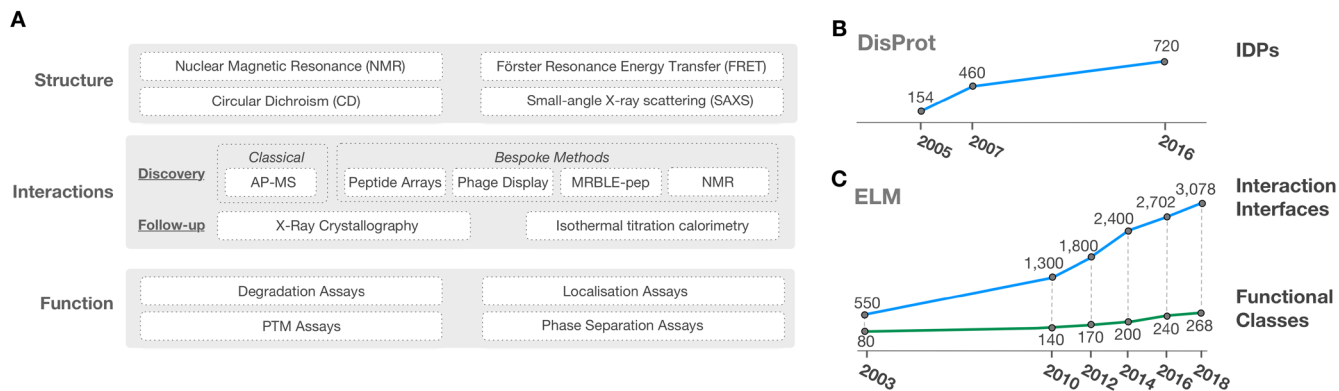 A
Structure
Nuclear Magnetic Resonance (NMR)
Förster Resonance Energy Transfer (FRET)
Circular Dichroism (CD)
Small-angle X-ray scattering (SAXS)
Interactions
Discovery
Classical
AP-MS
Bespoke Methods
Peptide Arrays
Phage Display
MRBLE-pep
NMR
Follow-up
X-Ray Crystallography
Isothermal titration calorimetry
Function
Degradation Assays
Localisation Assays
PTM Assays
Phase Separation Assays
B
DisProt
IDPs
154
460
720
2005
2007
2016
C
ELM
Interaction
Interfaces
550
1,300
1,800
2,400
2,702
3,078
Functional
Classes
80
140
170
200
240
268
2003
2010
2012
2014
2016
2018